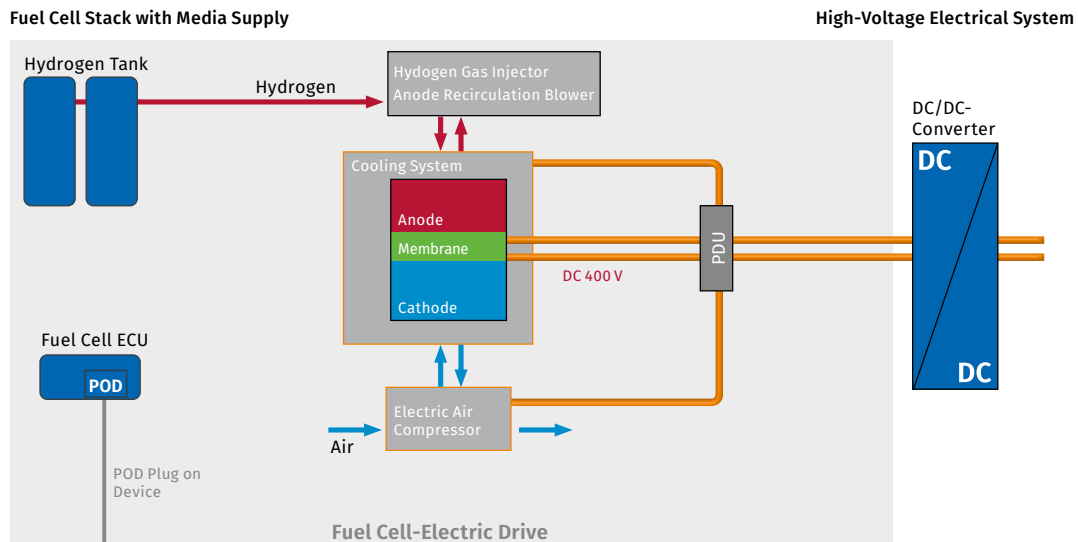 Fuel Cell Stack with Media Supply
High-Voltage Electrical System
Hydrogen Tank
Hydrogen
Hydogen Gas Injector
Anode Recirculation Blower
DC/DC-
Converter
DC
DC
Cooling System
Anode
Membrane
Cathode
PDU
DC 400 V
Fuel Cell ECU
POD
Electric Air
Compressor
Air
POD Plug on
Device
Fuel Cell-Electric Drive